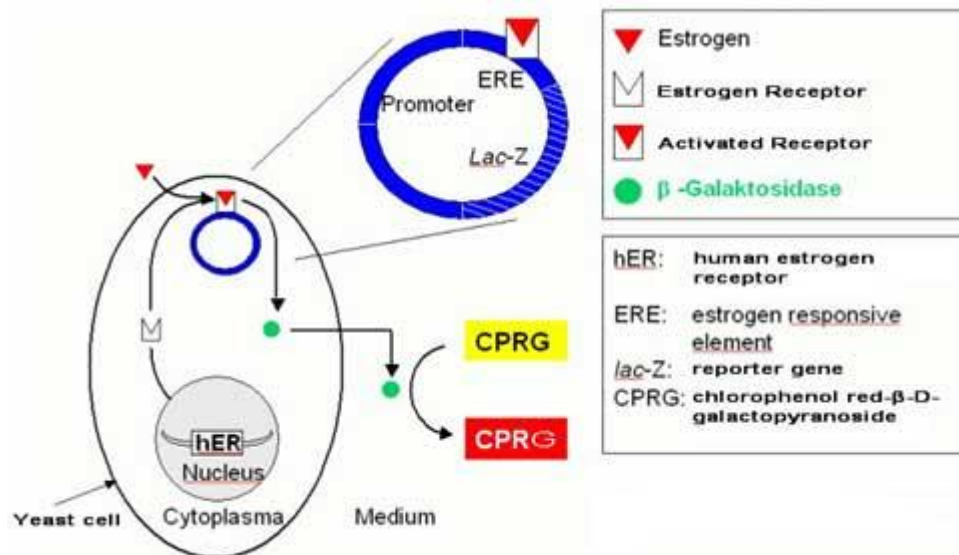 ERE
Promoter
Lac-Z
hER
Nucleus
Yeast cell
Cytoplasma
Medium
CPRG
CPRG
Estrogen
Estrogen Receptor
Activated Receptor
β -Galaktosidase
hER: human estrogen
receptor
ERE: estrogen responsive
element
lac-Z: reporter gene
CPRG: chlorophenol red-β-D-
galactopyranoside